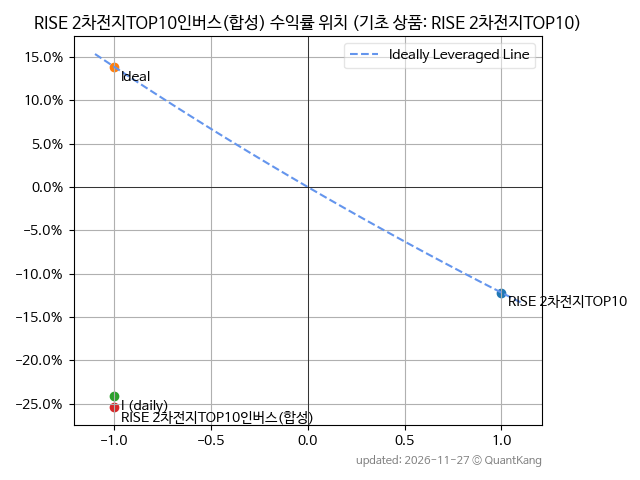 RISE 2차전지TOP10인버스(합성) 수익률 위치 (기초 상품: RISE 2차전지TOP10)
Ideally Leveraged Line
15.0%
Ideal
10.0%
5.0%
0.0%
−5.0%
−10.0%
RISE 2차전지TOP10
−15.0%
−20.0%
−25.0%
I (daily)
RISE 2차전지TOP10인버스(합성)
−1.0
−0.5
0.0
0.5
1.0
updated: 2026-11-27 © QuantKang